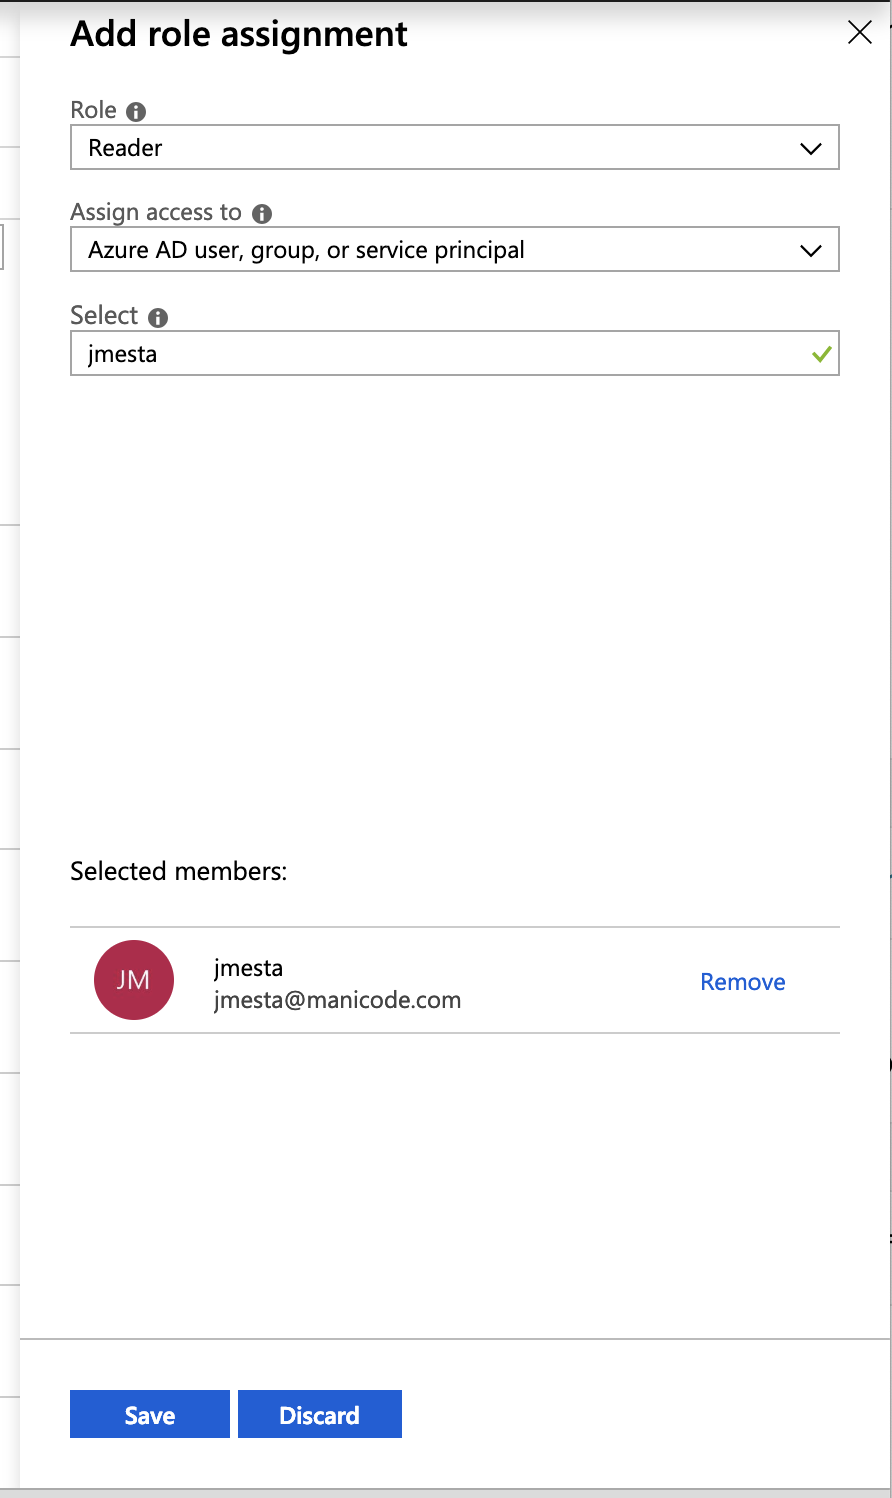 Add role assignment
Role
Reader
Assign access to
Azure AD user, group, or service principal
Select
jmesta
Selected members:
JM
jmesta
jmesta@manicode.com
Remove
Save
Discard